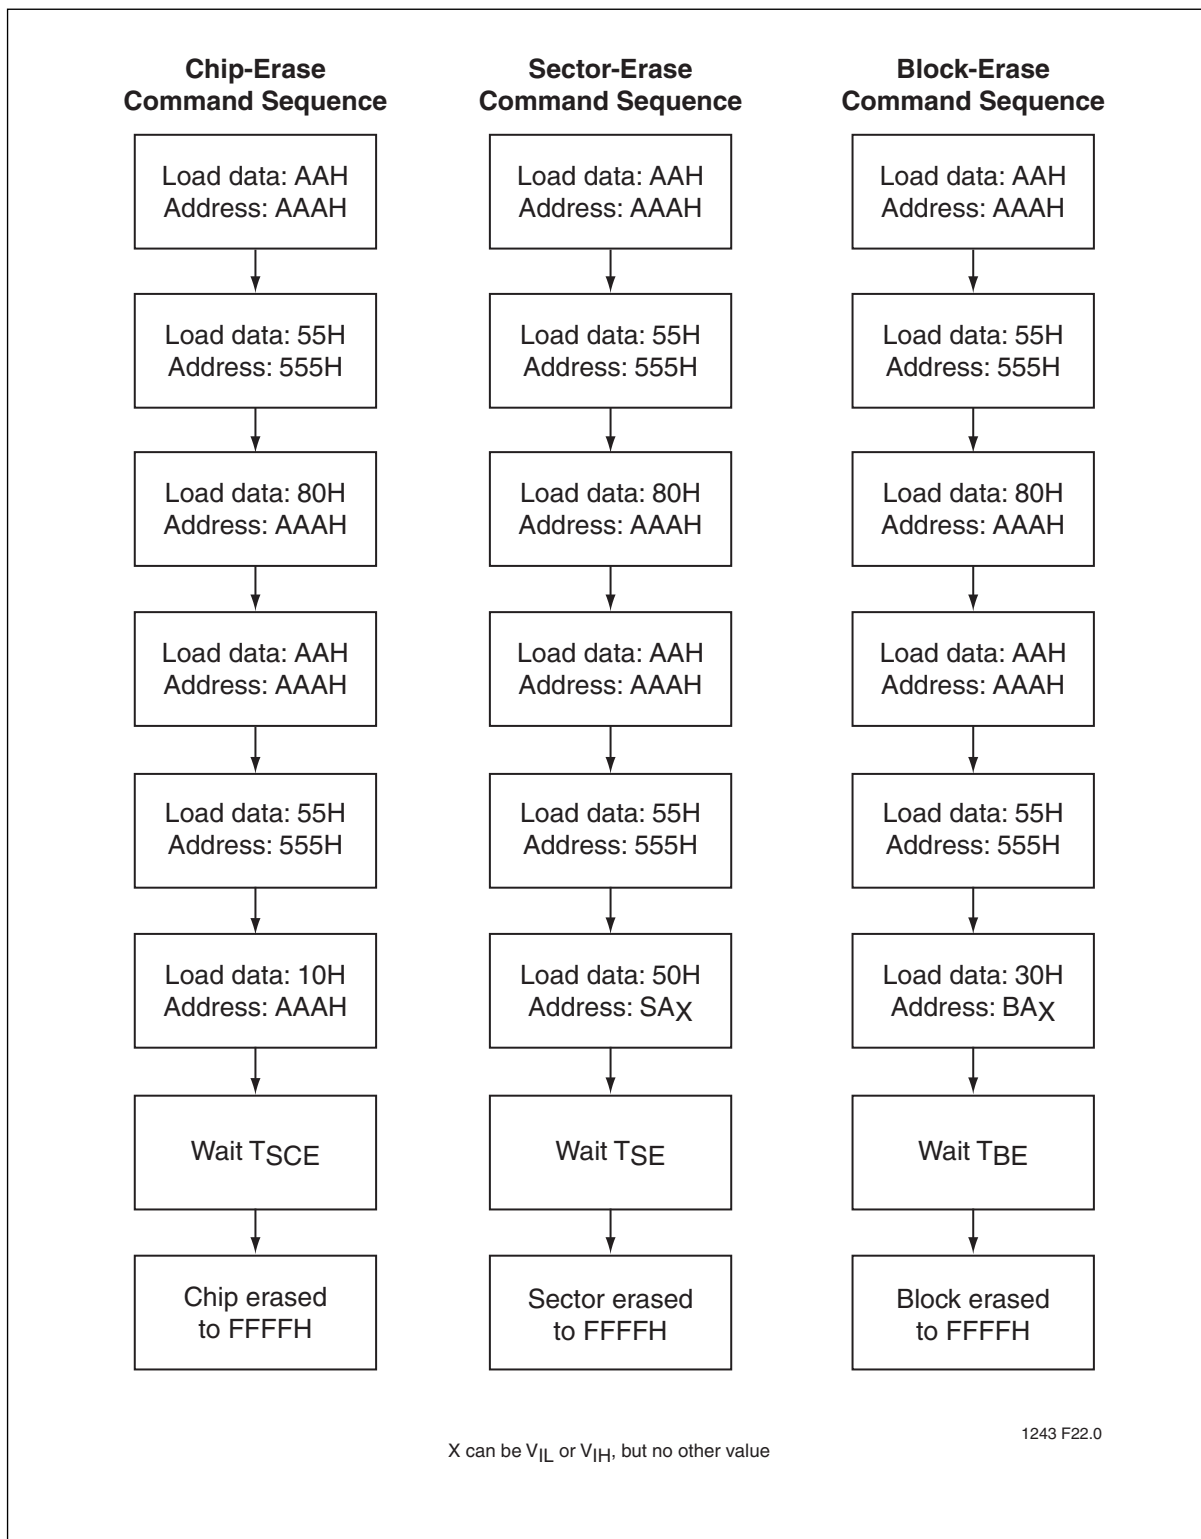 Chip-Erase
Command Sequence
Load data: AAH
Address: AAAH
Load data: 55H
Address: 555H
Load data: 80H
Address: AAAH
Load data: AAH
Address: AAAH
Load data: 55H
Address: 555H
Load data: 10H
Address: AAAH
Wait TSCE
Chip erased
to FFFFH
Sector-Erase
Command Sequence
Load data: AAH
Address: AAAH
Load data: 55H
Address: 555H
Load data: 80H
Address: AAAH
Load data: AAH
Address: AAAH
Load data: 55H
Address: 555H
Load data: 50H
Address: SAX
Wait TSE
Sector erased
to FFFFH
Block-Erase
Command Sequence
Load data: AAH
Address: AAAH
Load data: 55H
Address: 555H
Load data: 80H
Address: AAAH
Load data: AAH
Address: AAAH
Load data: 55H
Address: 555H
Load data: 30H
Address: BAX
Wait TBE
Block erased
to FFFFH
1243 F22.0
X can be VIL or VIH, but no other value